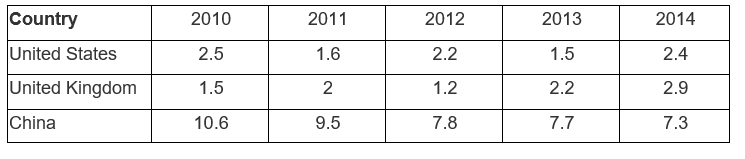 Country 2010 2011 2012 2013 2014
United States 2.5 1.6 2.2 1.5 2.4
United Kingdom 1.5 2 1.2 2.2 2.9
China 10.6 9.5 7.8 7.7 7.3